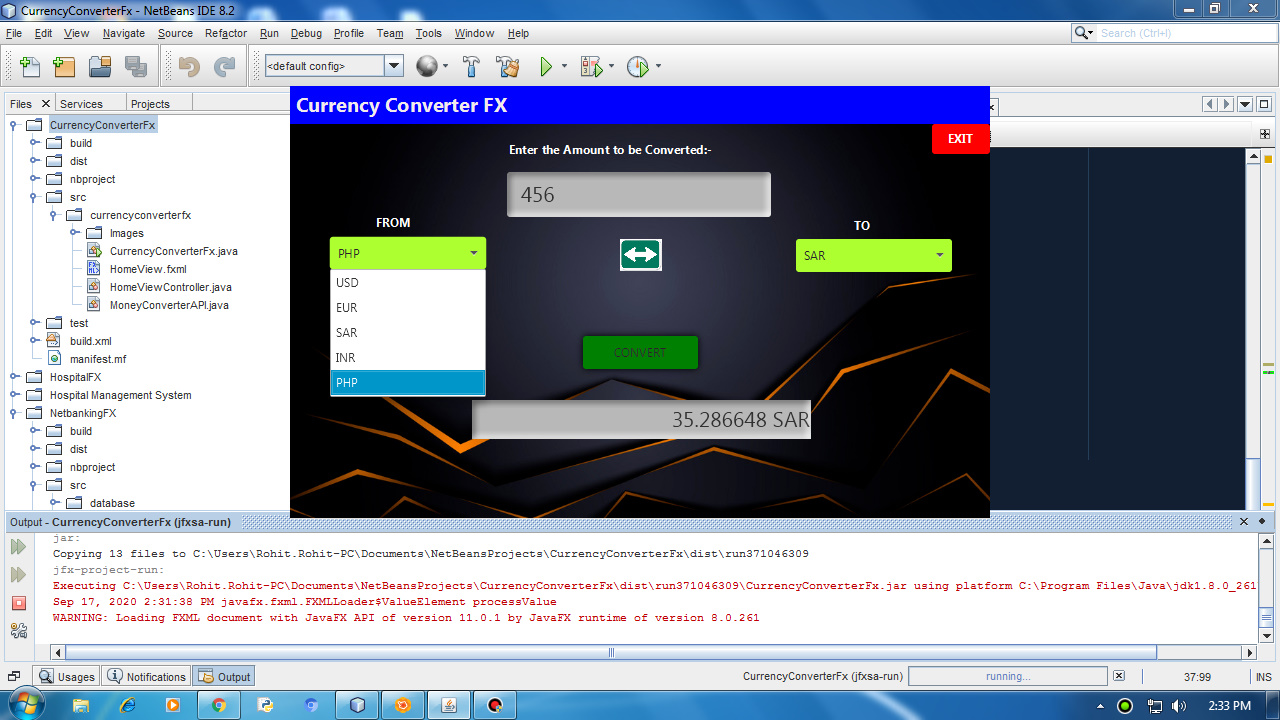 CurrencyConverterFx - NetBeans IDE 8.2
File Edit View Navigate Source Refactor Run Debug Profile Team Tools Window Help
Search (Ctrl+I)
<default config>
Files Services Projects
CurrencyConverterFx
build
dist
nbproject
src
currencyconverterfx
Images
CurrencyConverterFx.java
HomeView.fxml
HomeViewController.java
MoneyConverterAPI.java
test
build.xml
manifest.mf
HospitalFX
Hospital Management System
NetbankingFX
build
dist
nbproject
src
database
Currency Converter FX
EXIT
Enter the Amount to be Converted:-
456
FROM
TO
PHP
SAR
USD
EUR
SAR
INR
PHP
CONVERT
35.286648 SAR
Output - CurrencyConverterFx (jfxsa-run)
jar:
Copying 13 files to C:\Users\Rohit.Rohit-PC\Documents\NetBeansProjects\CurrencyConverterFx\dist\run371046309
jfx-project-run:
Executing C:\Users\Rohit.Rohit-PC\Documents\NetBeansProjects\CurrencyConverterFx\dist\run371046309\CurrencyConverterFx.jar using platform C:\Program Files\Java\jdk1.8.0_261
Sep 17, 2020 2:31:38 PM javafx.fxml.FXMLLoader$ValueElement processValue
WARNING: Loading FXML document with JavaFX API of version 11.0.1 by JavaFX runtime of version 8.0.261
Usages Notifications Output
CurrencyConverterFx (jfxsa-run) running... 37:99 INS
2:33 PM